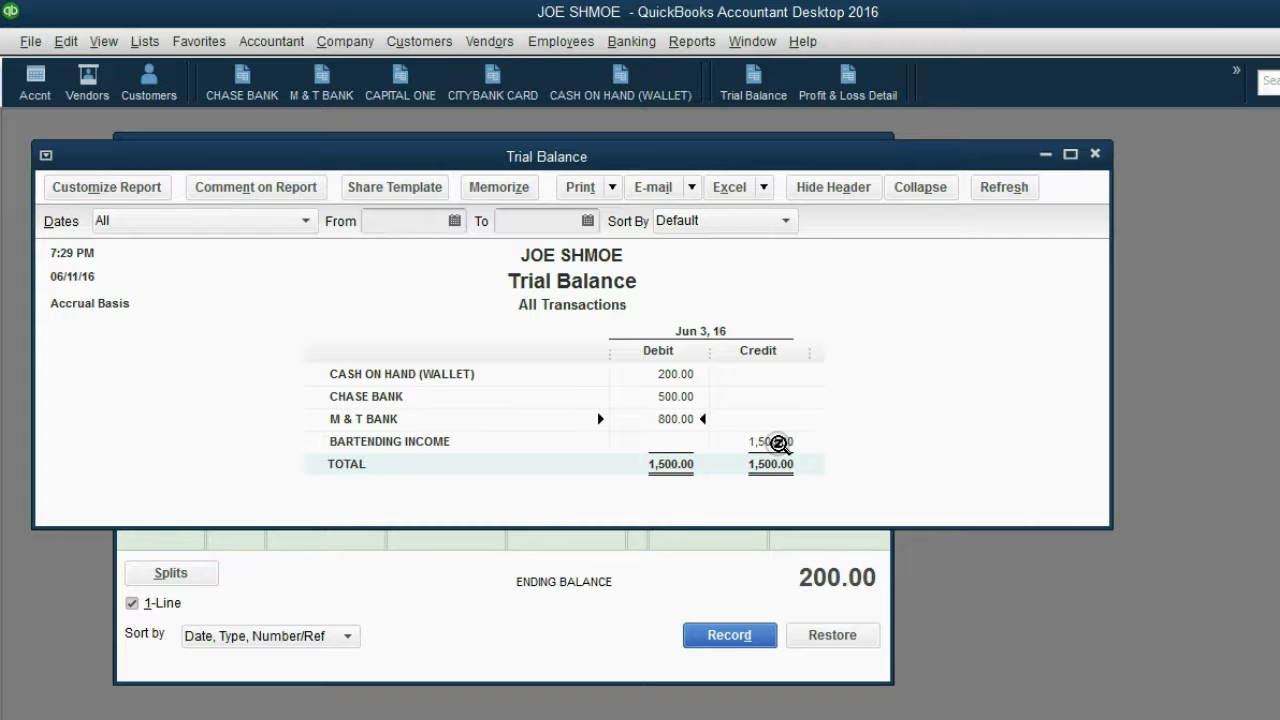 JOE SHMOE - QuickBooks Accountant Desktop 2016
File Edit View Lists Favorites Accountant Company Customers Vendors Employees Banking Reports Window Help
Accnt Vendors Customers CHASE BANK M & T BANK CAPITAL ONE CITYBANK CARD CASH ON HAND (WALLET) Trial Balance Profit & Loss Detail » Sea
Trial Balance
Customize Report Comment on Report Share Template Memorize Print E-mail Excel Hide Header Collapse Refresh
Dates All From To Sort By Default
7:29 PM
JOE SHMOE
06/11/16
Trial Balance
Accrual Basis
All Transactions
Jun 3, 16
Debit Credit
CASH ON HAND (WALLET) 200.00
CHASE BANK 500.00
M & T BANK 800.00
BARTENDING INCOME
TOTAL 1,500.00 1,500.00
Splits
ENDING BALANCE 200.00
1-Line
Sort by Date, Type, Number/Ref Record Restore